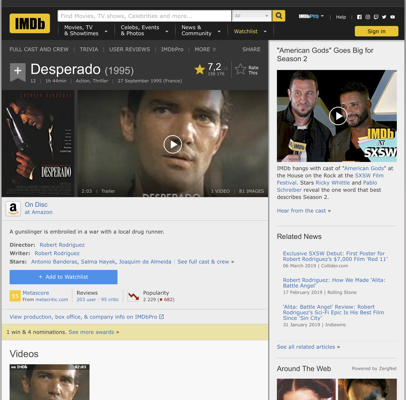 IMDb
Find Movies, TV shows, Celebrities and more...
All
IMDbPro
Help
Movies, TV
& Showtimes
Celebs, Events
& Photos
News &
Community
Watchlist
Sign in
FULL CAST AND CREW
TRIVIA
USER REVIEWS
IMDbPro
MORE
SHARE
Desperado (1995)
7,2
Rate
This
12 | 1h 44min | Action, Thriller | 27 September 1995 (France)
DESPERADO
2:03 | Trailer
1 VIDEO | 81 IMAGES
On Disc
at Amazon
A gunslinger is embroiled in a war with a local drug runner.
Director: Robert Rodriguez
Writer: Robert Rodriguez
Stars: Antonio Banderas, Salma Hayek, Joaquim de Almeida | See full cast & crew »
+ Add to Watchlist
Metascore
From metacritic.com
Reviews
203 user | 95 critic
Popularity
2 229 (682)
View production, box office, & company info on IMDbPro
1 win & 4 nominations. See more awards »
Videos
"American Gods" Goes Big for
Season 2
IMDb
at
SXSW
IMDb hangs with cast of "American Gods" at
the House on the Rock at the SXSW Film
Festival. Stars Ricky Whittle and Pablo
Schreiber reveal the one word that best
describes Season 2.
Hear from the cast »
Related News
Exclusive SXSW Debut: First Poster for
Robert Rodriguez's $7,000 Film 'Red 11'
06 March 2019 | Collider.com
Robert Rodriguez: How We Made 'Alita:
Battle Angel'
17 February 2019 | Rolling Stone
'Alita: Battle Angel' Review: Robert
Rodriguez's Sci-Fi Epic Is His Best Film
Since 'Sin City'
31 January 2019 | Indiewire
See all related articles »
Around The Web
Powered by ZergNet